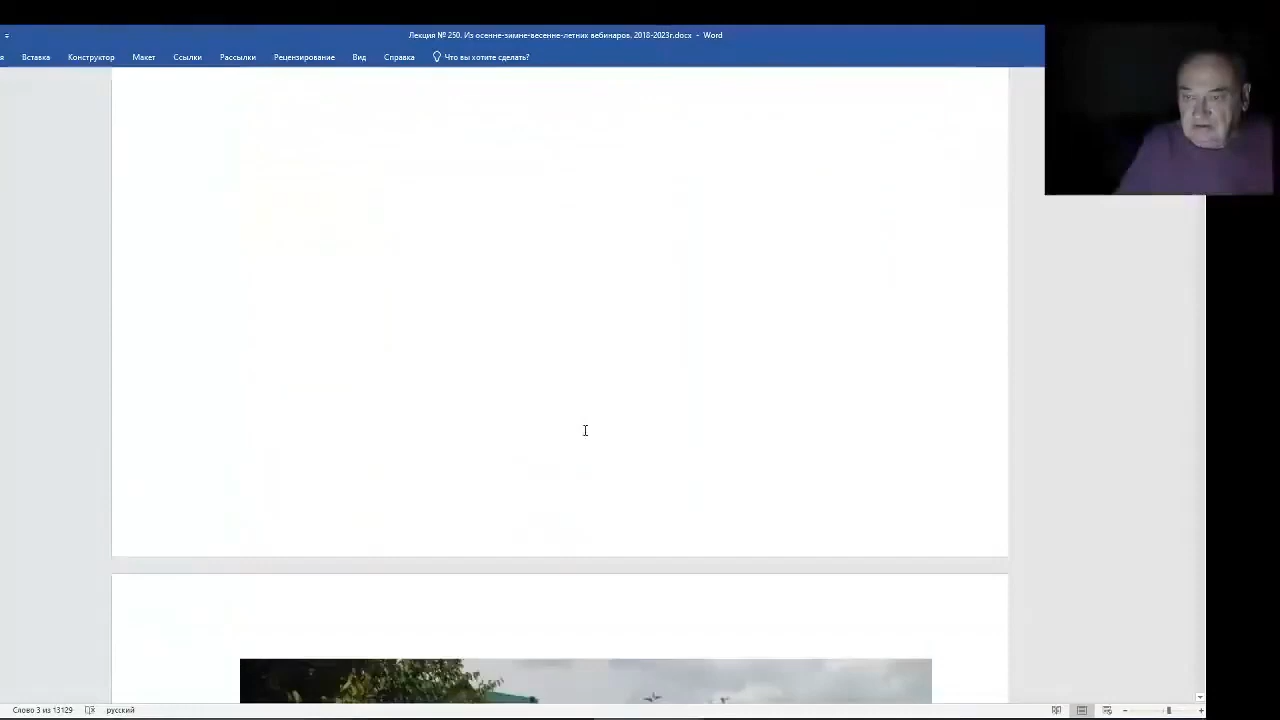 Лекция № 250. Из осенне-зимне-весенне-летних вебинаров, 2018-2023г.docx - Word
я Вставка Конструктор Макет Ссылки Рассылки Рецензирование Вид Справка Что вы хотите сделать?
Слово 3 из 13129 русский